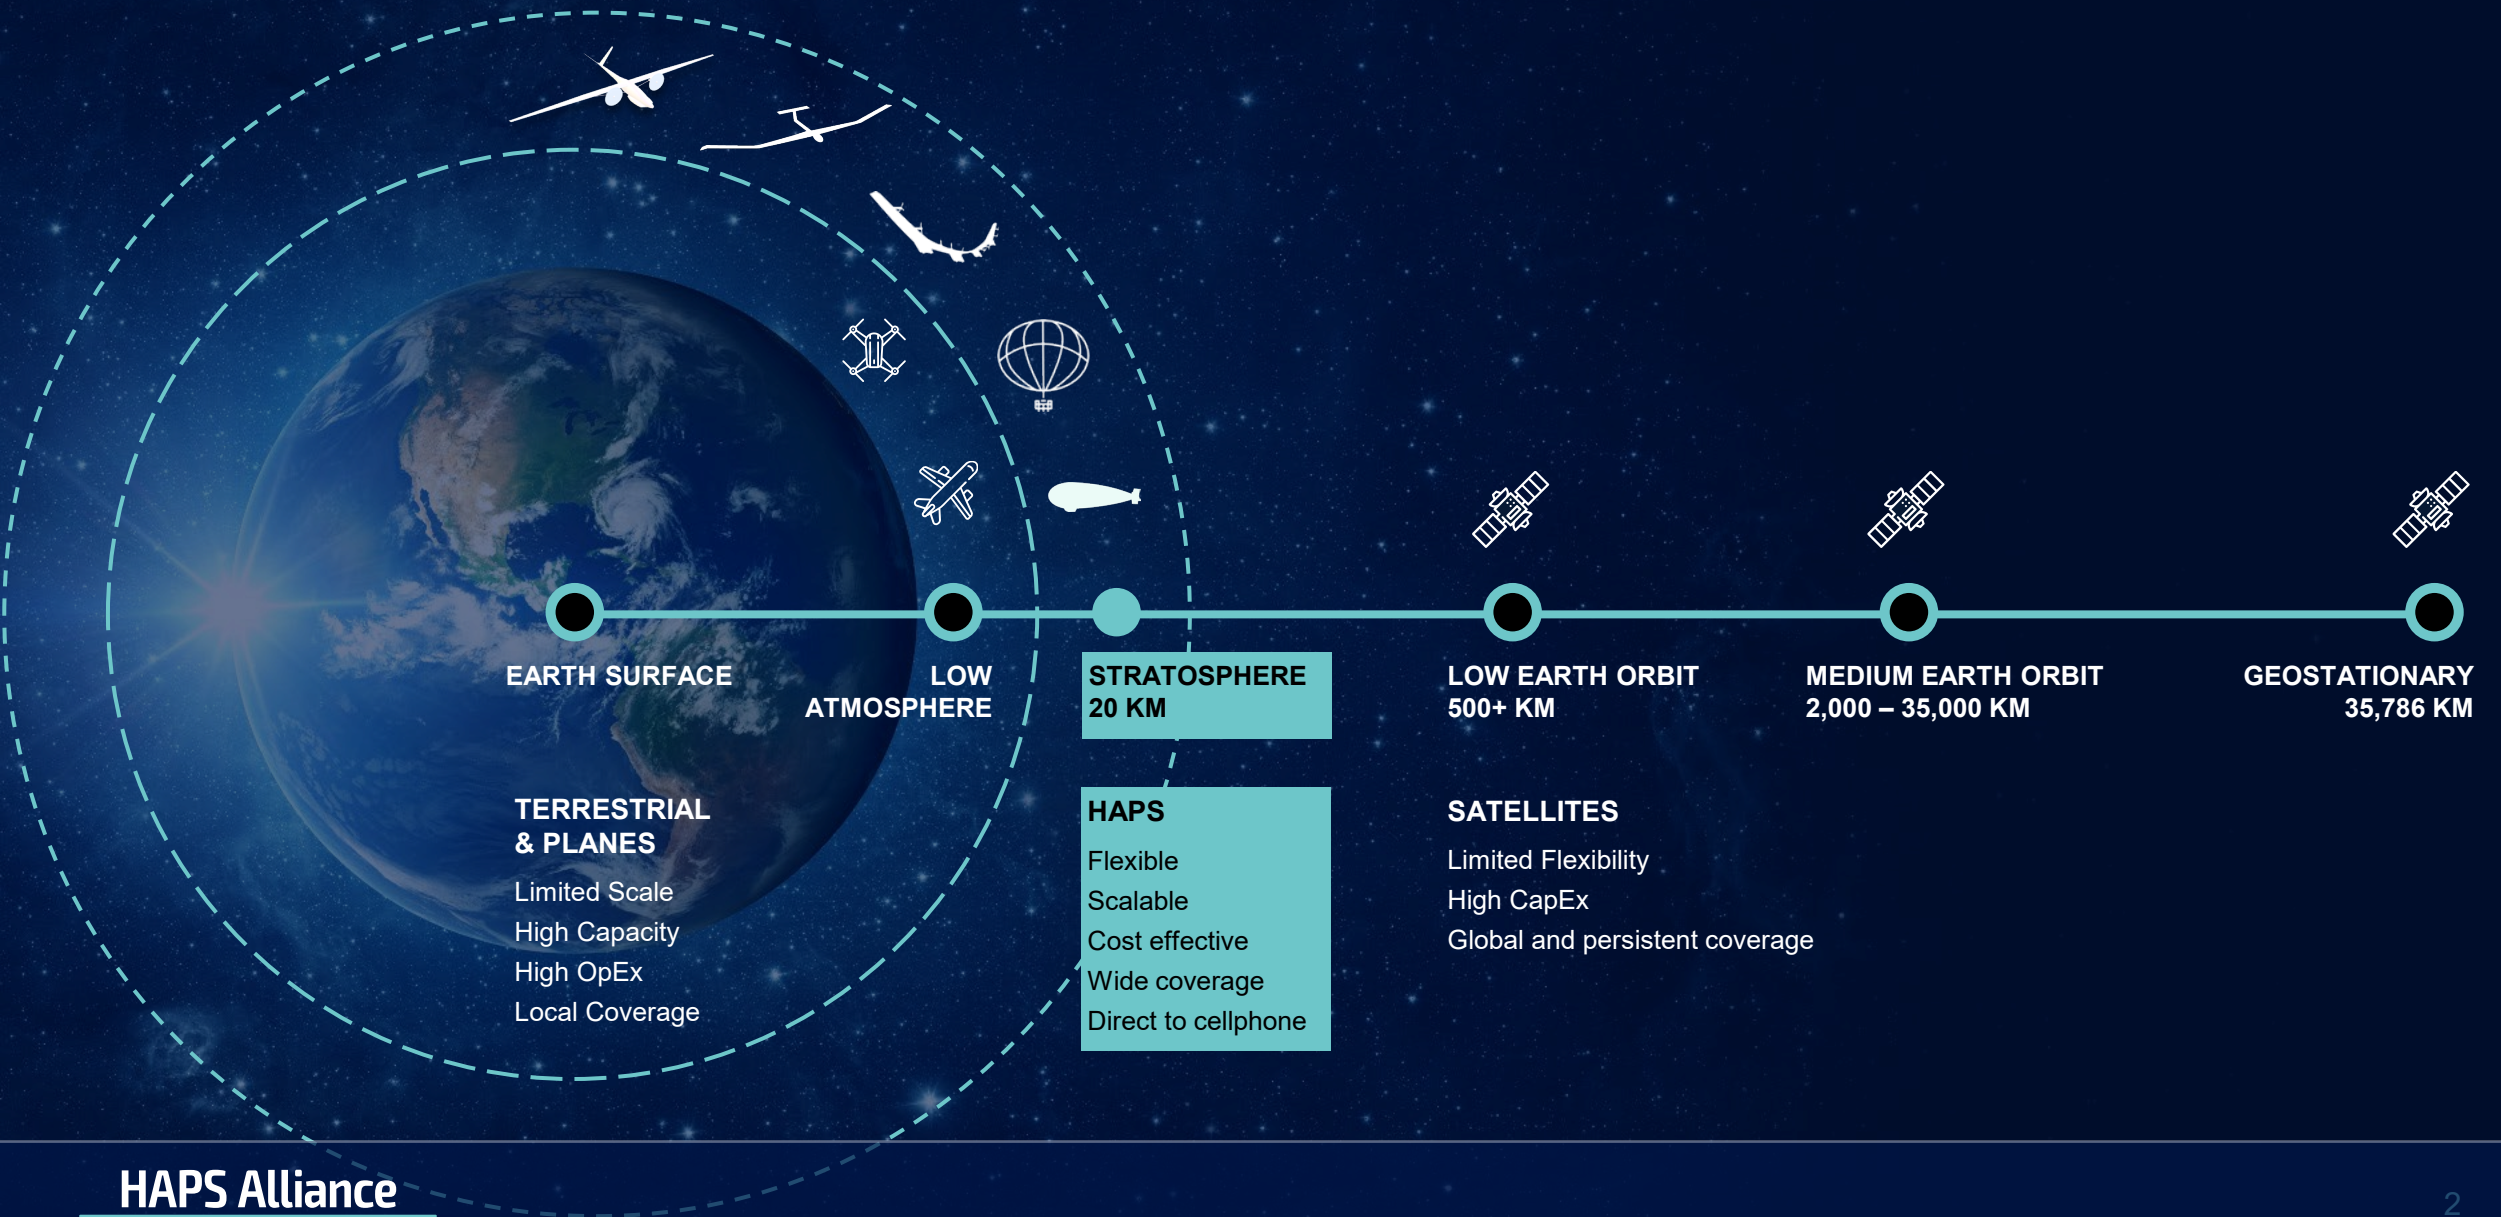 EARTH SURFACE
LOW
ATMOSPHERE
STRATOSPHERE
20 KM
LOW EARTH ORBIT
500+ KM
MEDIUM EARTH ORBIT
2,000 – 35,000 KM
GEOSTATIONARY
35,786 KM
TERRESTRIAL
& PLANES
Limited Scale
High Capacity
High OpEx
Local Coverage
HAPS
Flexible
Scalable
Cost effective
Wide coverage
Direct to cellphone
SATELLITES
Limited Flexibility
High CapEx
Global and persistent coverage
HAPS Alliance
2